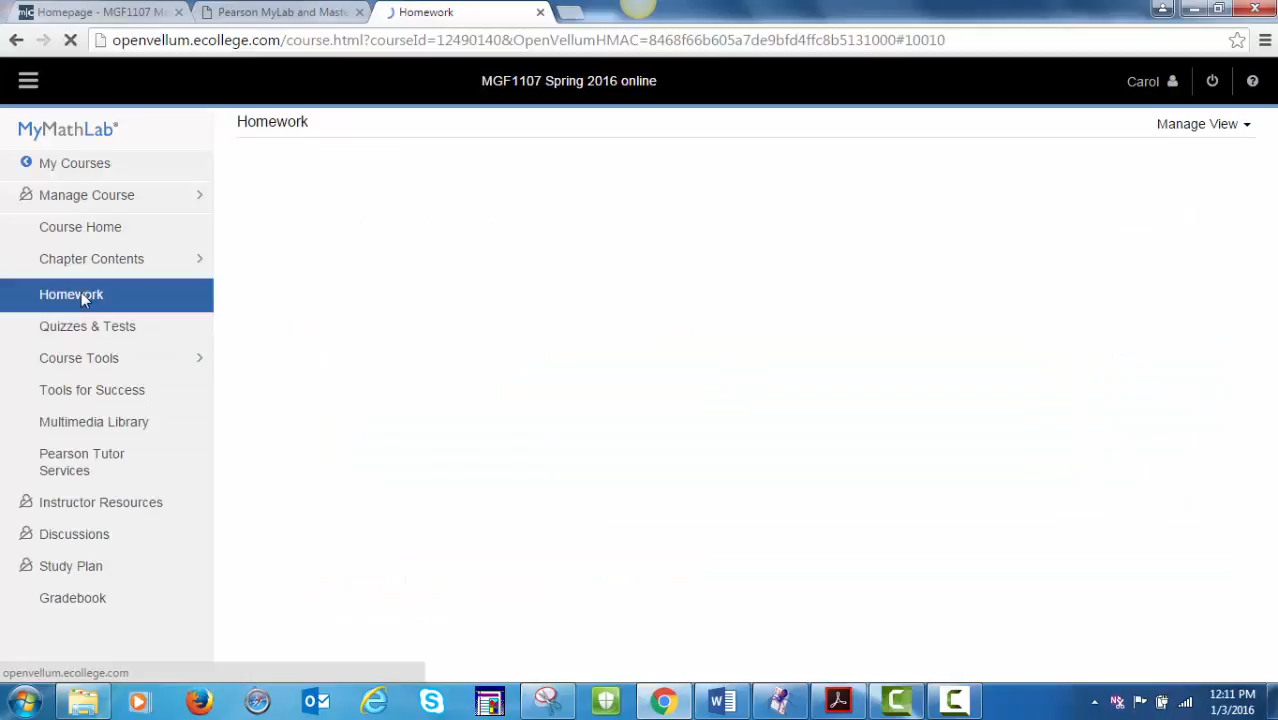 Homepage - MGF1107 M
Pearson MyLab and Maste
Homework
openvellum.ecollege.com/course.html?courseId=12490140&OpenVellumHMAC=8468f66b605a7de9bfd4ffc8b5131000#10010
MGF1107 Spring 2016 online
Carol
MyMathLab®
Homework
Manage View
My Courses
Manage Course
Course Home
Chapter Contents
Homework
Quizzes & Tests
Course Tools
Tools for Success
Multimedia Library
Pearson Tutor
Services
Instructor Resources
Discussions
Study Plan
Gradebook
openvellum.ecollege.com
12:11 PM
1/3/2016